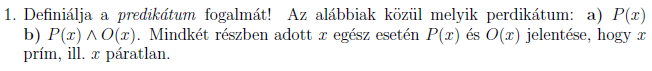 1. Definiálja a predikátum fogalmát! Az alábbiak közül melyik perdikátum: a) P(x)
b) P(x) ∧ O(x). Mindkét részben adott x egész esetén P(x) és O(x) jelentése, hogy x
prím, ill. x páratlan.